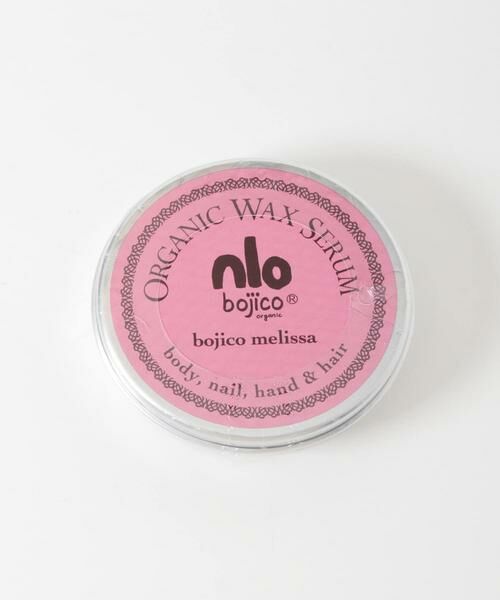 ORGANIC WAX SERUM
nlo
bojico®
organic
bojico melissa
body, nail, hand & hair